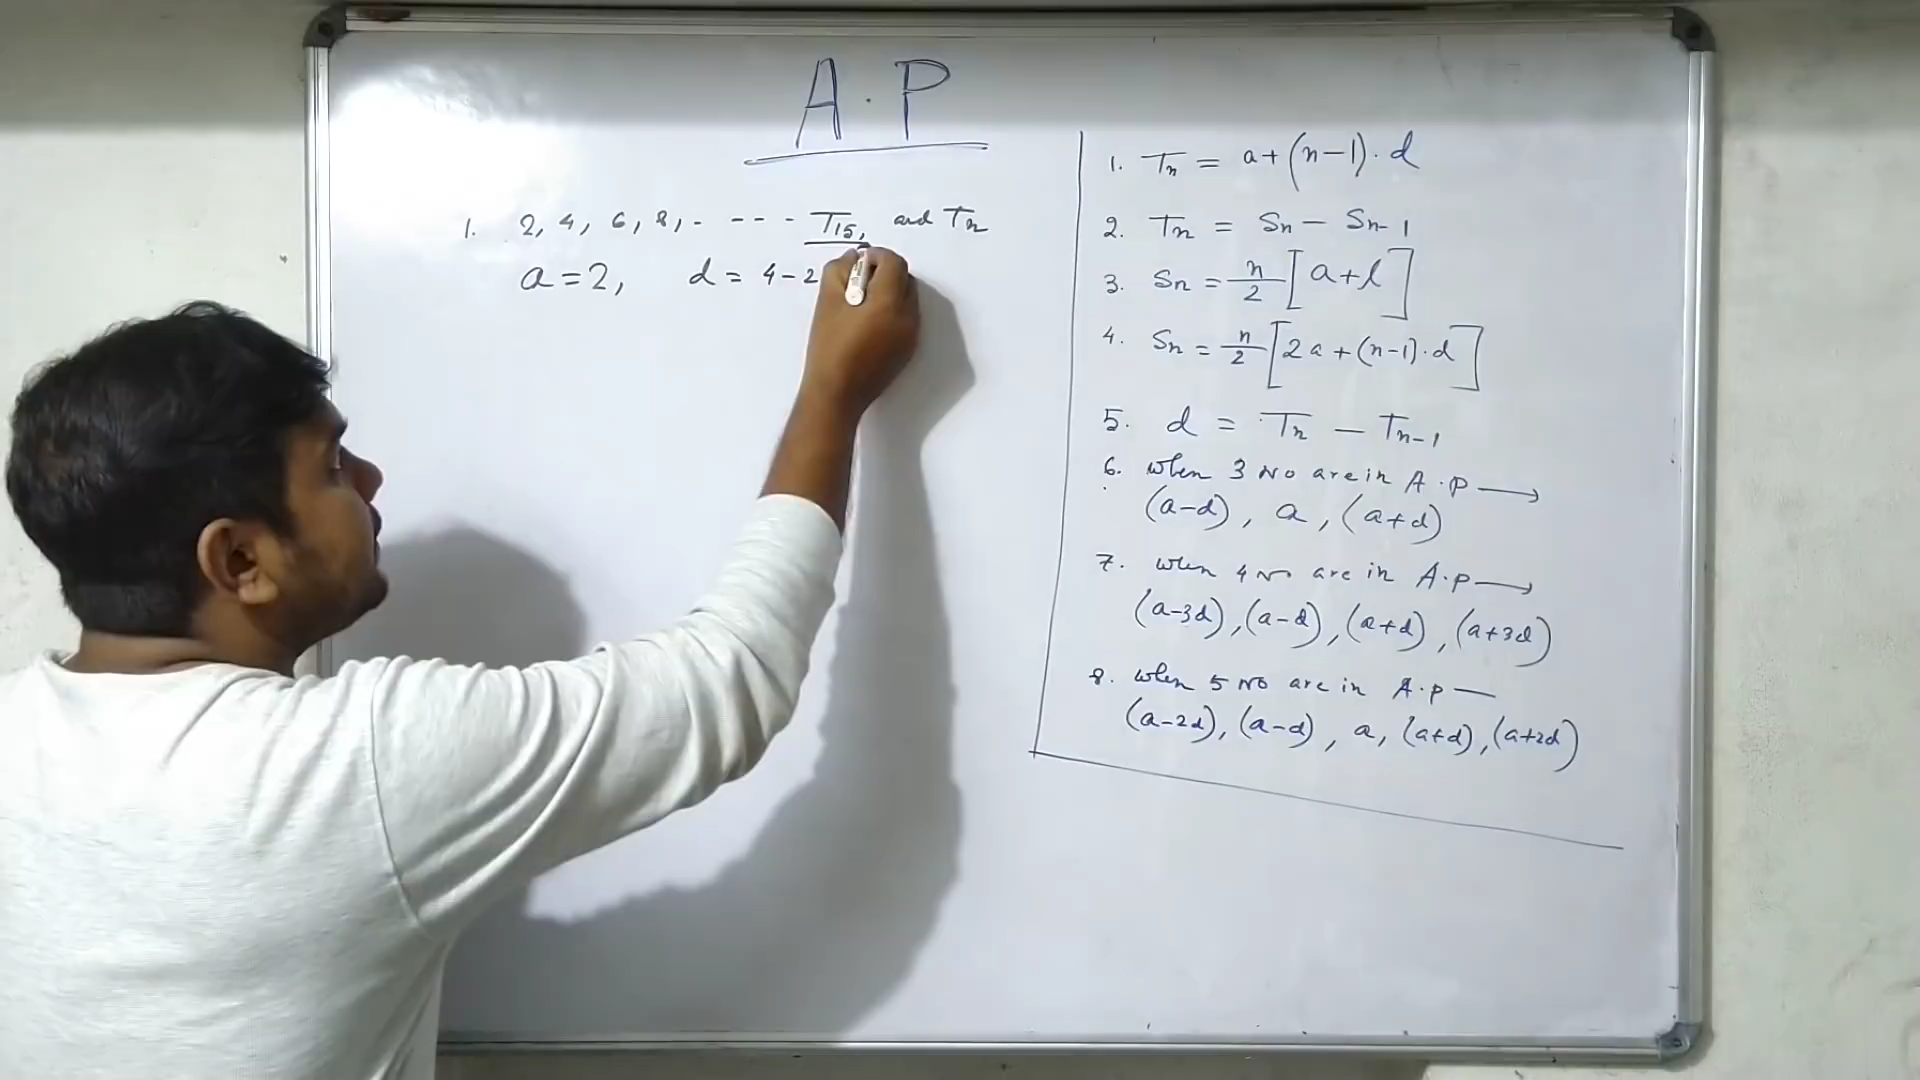 A.P
1. 2, 4, 6, 8, - - - - T15, and Tn
a = 2, d = 4 - 2
1. Tn = a + (n-1). d
2. Tn = Sn - Sn-1
3. Sn = n/2 [a + l]
4. Sn = n/2 [2a + (n-1). d]
5. d = Tn - Tn-1
6. when 3 No are in A.P ⟶
(a-d), a, (a+d)
7. when 4 No are in A.P ⟶
(a-3d), (a-d), (a+d), (a+3d)
8. when 5 No are in A.P —
(a-2d), (a-d), a, (a+d), (a+2d)